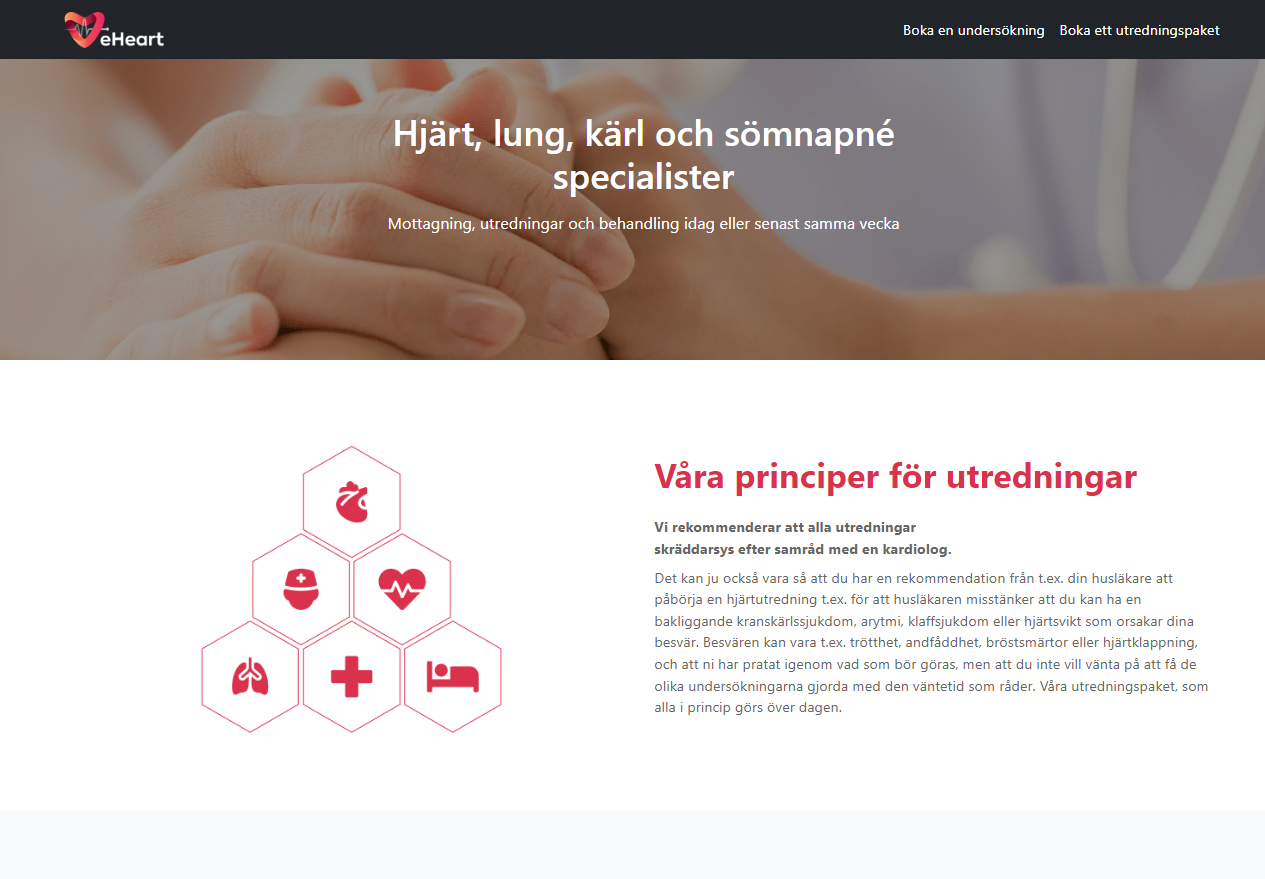 eHeart
Boka en undersökning
Boka ett utredningspaket
Hjärt, lung, kärl och sömnapné
specialister
Mottagning, utredningar och behandling idag eller senast samma vecka
Våra principer för utredningar
Vi rekommenderar att alla utredningar
skräddarsys efter samråd med en kardiolog.
Det kan ju också vara så att du har en rekommendation från t.ex. din husläkare att
påbörja en hjärtutredning t.ex. för att husläkaren misstänker att du kan ha en
bakliggande kranskärlssjukdom, arytmi, klaffsjukdom eller hjärtsvikt som orsakar dina
besvär. Besvären kan vara t.ex. trötthet, andfåddhet, bröstsmärtor eller hjärtklappning,
och att ni har pratat igenom vad som bör göras, men att du inte vill vänta på att få de
olika undersökningarna gjorda med den väntetid som råder. Våra utredningspaket, som
alla i princip görs över dagen.